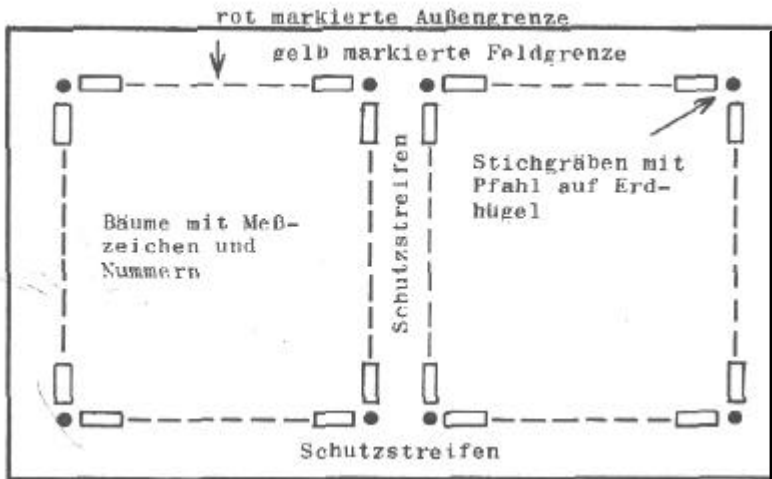 rot markierte Außengrenze
gelb markierte Feldgrenze
Schutzstreifen
Stichgräben mit
Pfahl auf Erd-
hügel
Bäume mit Meß-
zeichen und
Nummern
Schutzstreifen